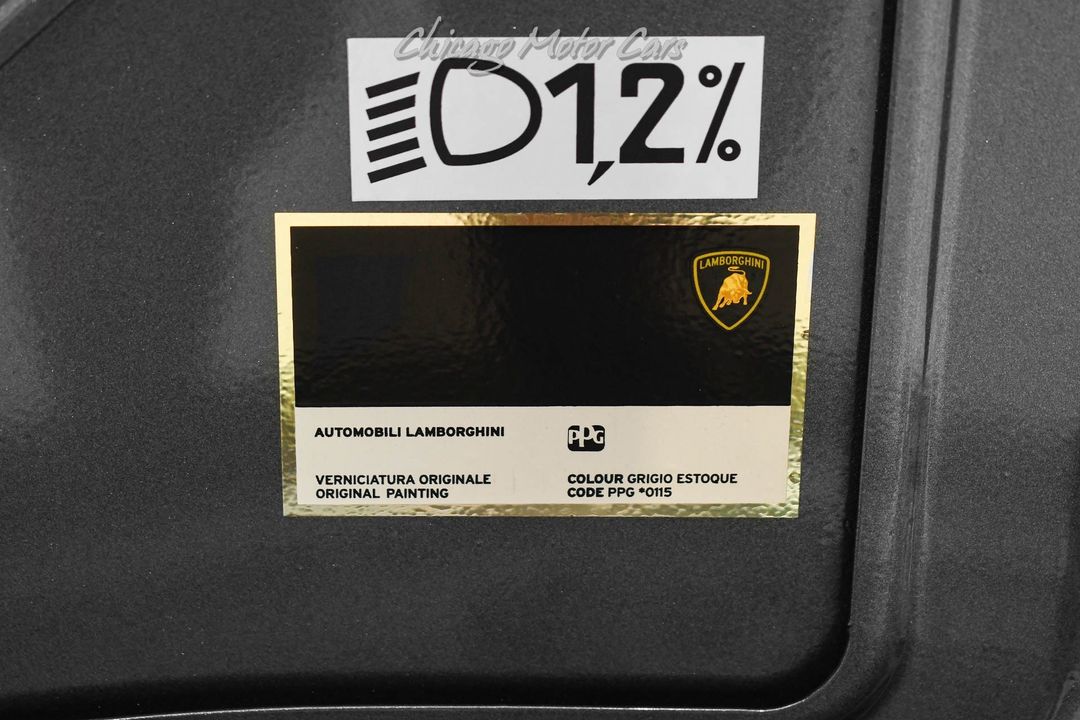 Chicago Motor Cars
1,2%
LAMBORGHINI
AUTOMOBILI LAMBORGHINI
PPG
VERNICIATURA ORIGINALE
ORIGINAL PAINTING
COLOUR GRIGIO ESTOQUE
CODE PPG *0115